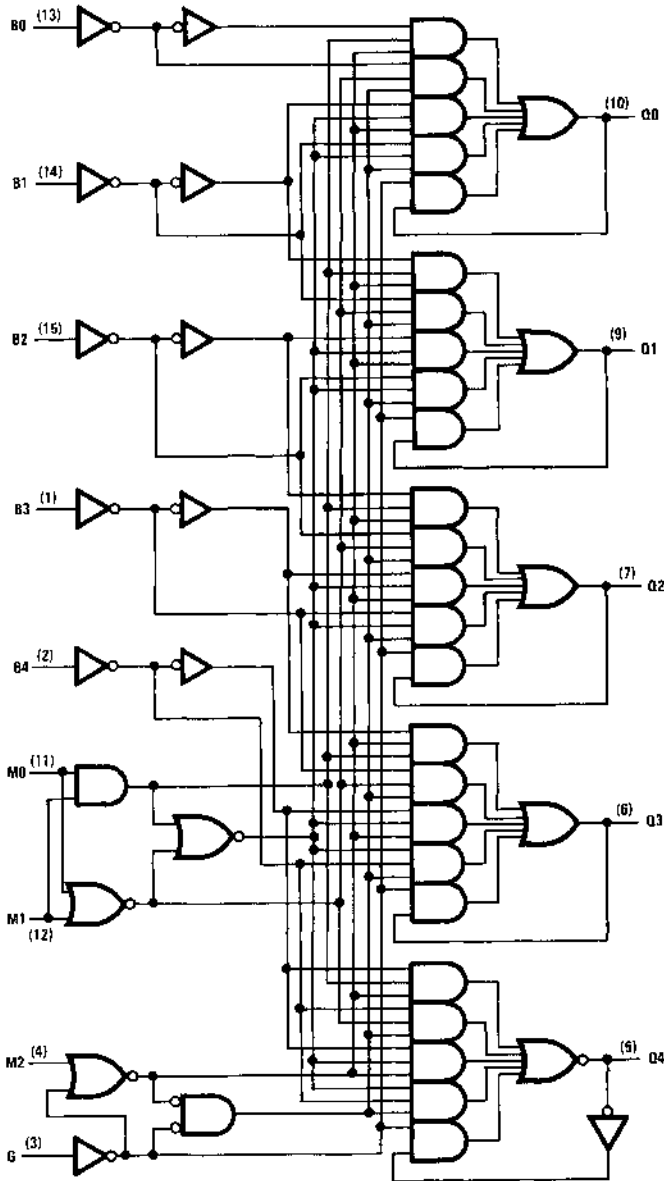 B0 (13)
(10) Q0
B1 (14)
B2 (15)
(9) Q1
B3 (1)
(7) Q2
B4 (2)
M0 (11)
(6) Q3
M1
(12)
M2 (4)
(5) Q4
G (3)